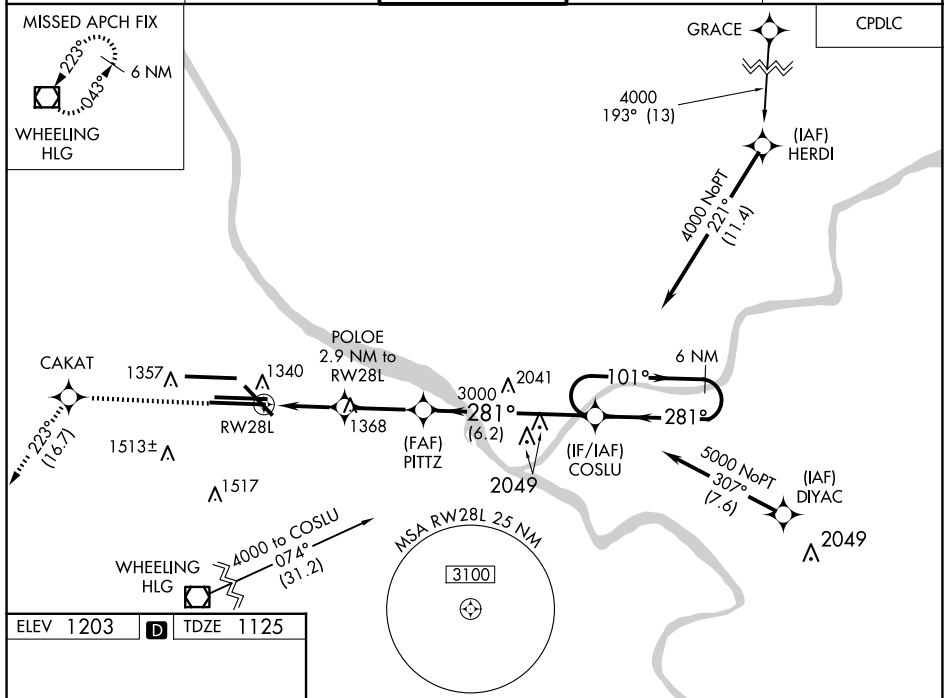 MISSED APCH FIX
223°
043°
6 NM
WHEELING
HLG
GRACE
CPDLC
4000
193° (13)
(IAF)
HERDI
4000 NoPT
221°
(11.4)
CAKAT
1357
1340
POLOE
2.9 NM to
RW28L
3000
281°
(6.2)
2041
6 NM
101°
281°
RW28L
1368
(FAF)
PITTZ
(IF/IAF)
COSLU
223°
(16.7)
1513±
1517
2049
5000 NoPT
307°
(7.6)
(IAF)
DIYAC
2049
4000 to COSLU
074°
(31.2)
WHEELING
HLG
MSA RW28L 25 NM
3100
ELEV 1203 D TDZE 1125